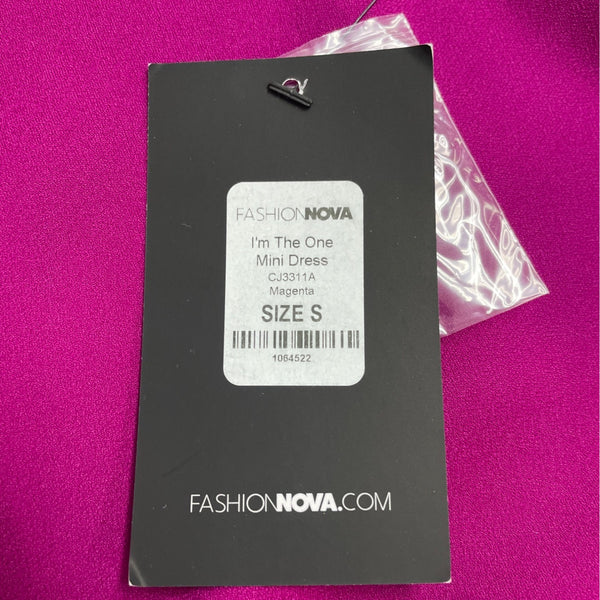 FASHIONNOVA
I'm The One
Mini Dress
CJ3311A
Magenta
SIZE S
1064522
FASHIONNOVA.COM